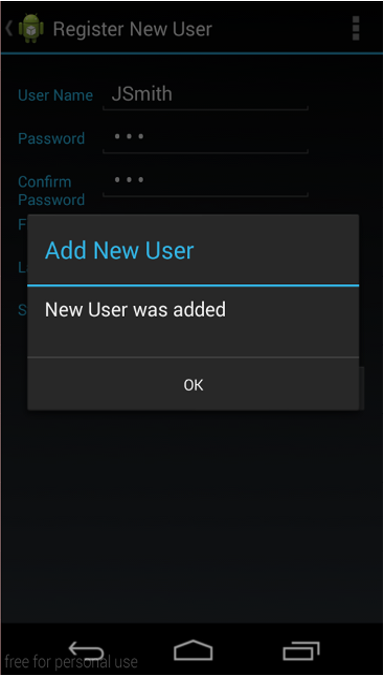 Register New User
User Name JSmith
Password •••
Confirm
Password •••
F
L
S
Add New User
New User was added
OK
free for personal use